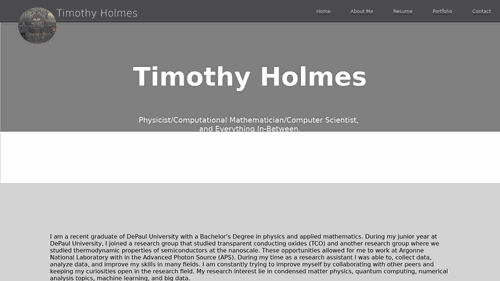 Timothy Holmes
Home About Me Resume Portfolio Contact
Timothy Holmes
Physicist/Computational Mathematician/Computer Scientist,
and Everything In-Between.
I am a recent graduate of DePaul University with a Bachelor's Degree in physics and applied mathematics. During my junior year at
DePaul University, I joined a research group that studied transparent conducting oxides (TCO) and another research group where we
studied thermodynamic properties of semiconductors at the nanoscale. These opportunities allowed for me to work at Argonne
National Laboratory with in the Advanced Photon Source (APS). During my time as a research assistant I was able to, collect data,
analyze data, and improve my skills in many fields. I am constantly trying to improve myself by collaborating with other peers and
keeping my curiosities open in the research field. My research interest lie in condensed matter physics, quantum computing, numerical
analysis topics, machine learning, and big data.